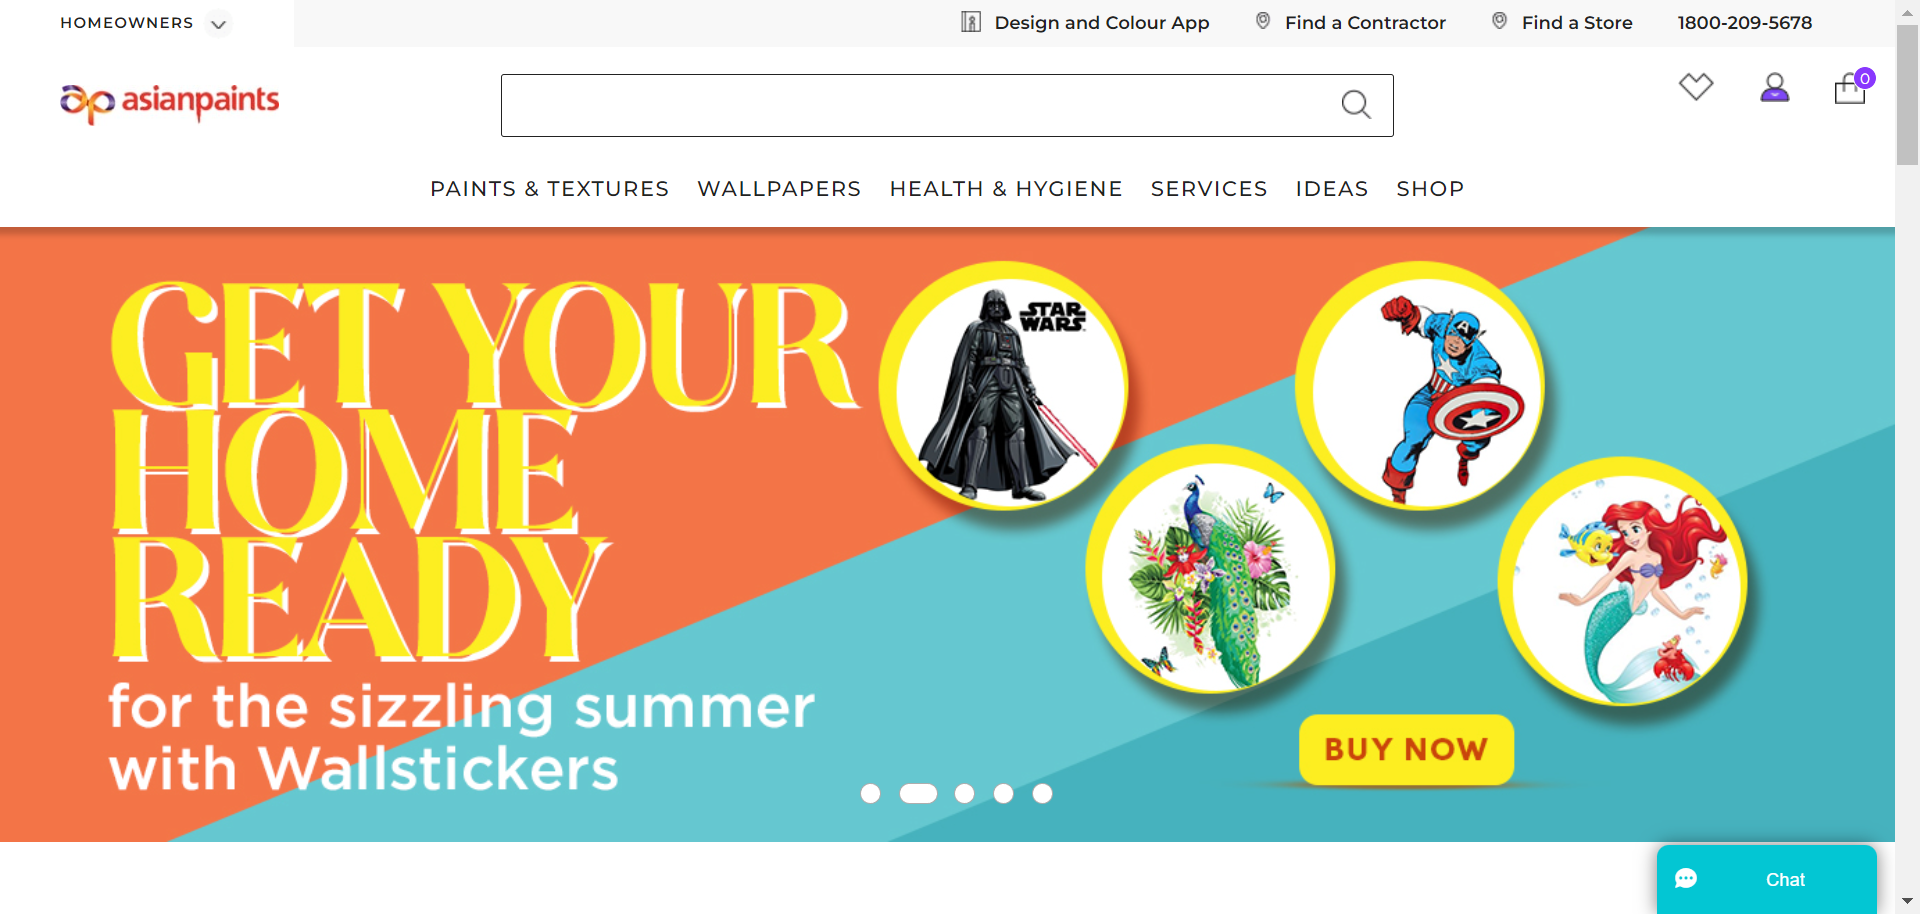 HOMEOWNERS
Design and Colour App
Find a Contractor
Find a Store
1800-209-5678
asianpaints
0
PAINTS & TEXTURES
WALLPAPERS
HEALTH & HYGIENE
SERVICES
IDEAS
SHOP
GET YOUR
HOME
READY
for the sizzling summer
with Wallstickers
STAR
WARS
A
BUY NOW
Chat